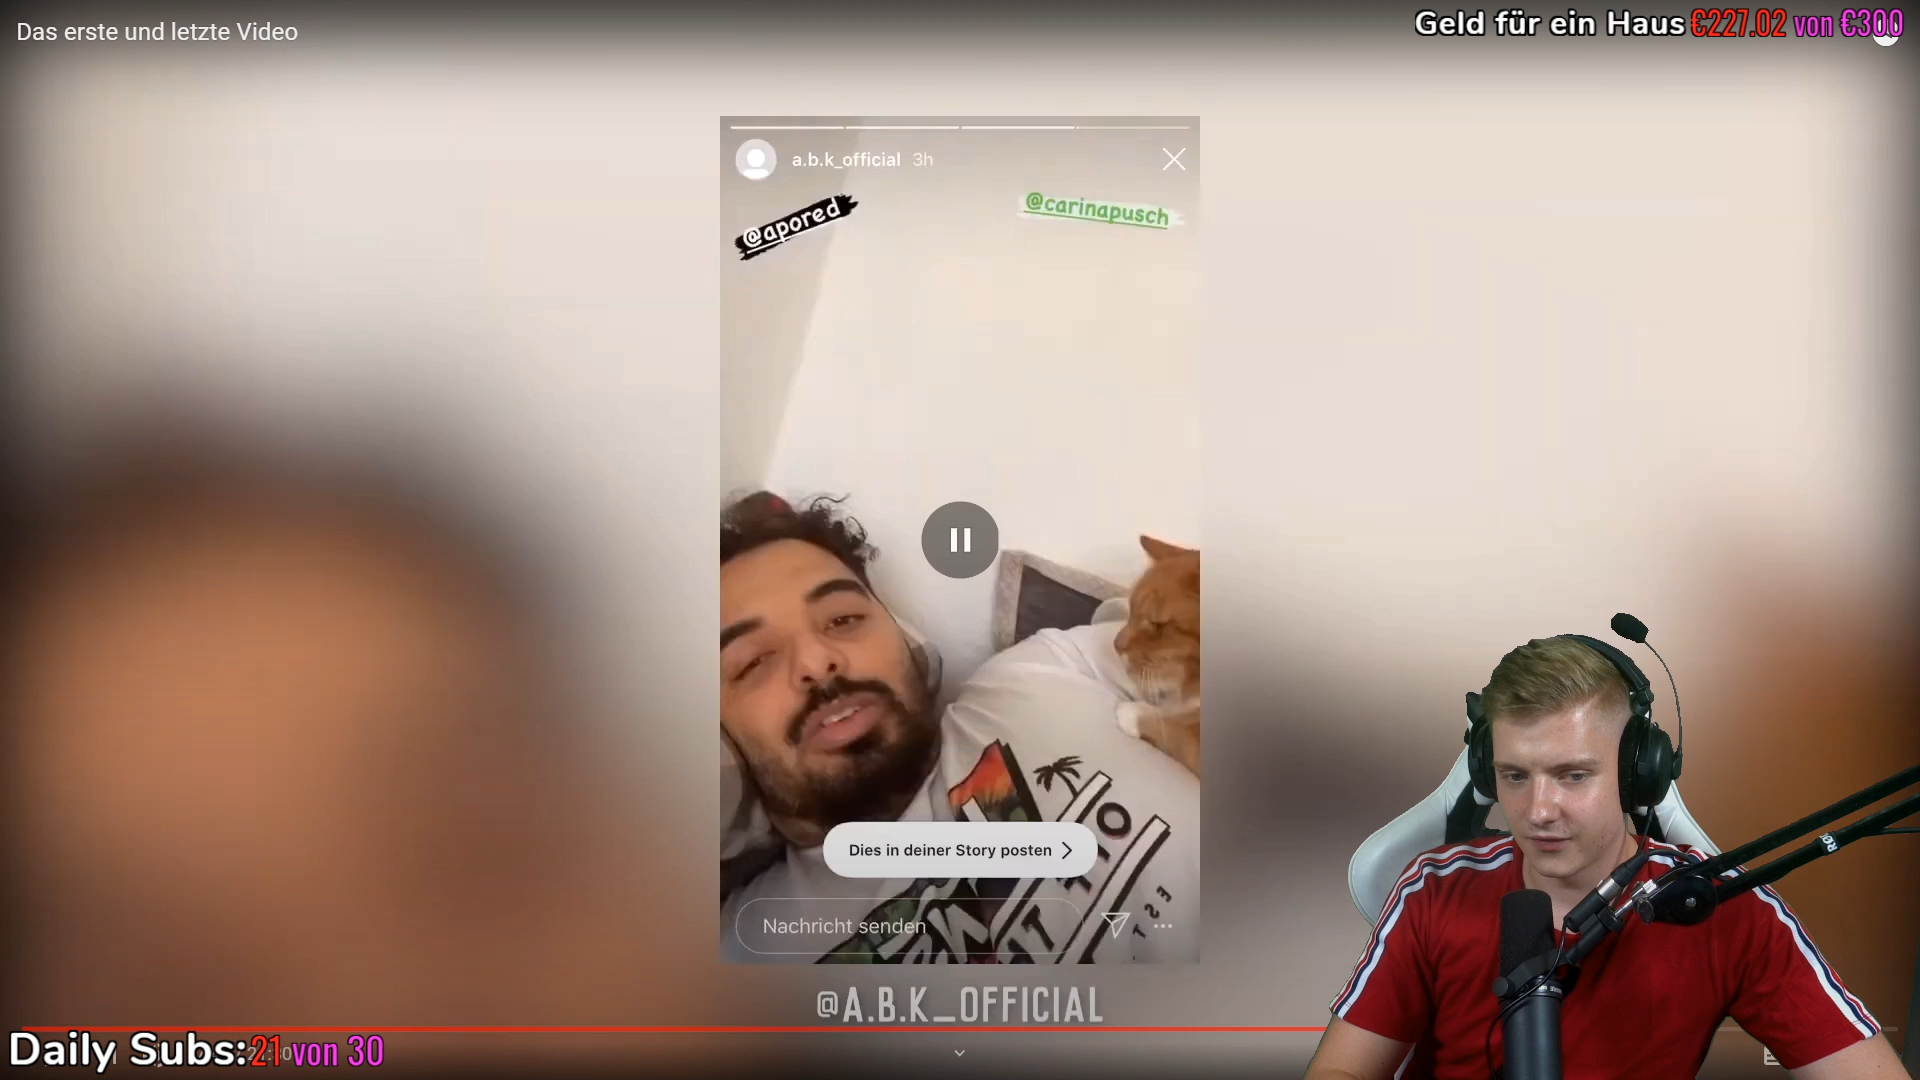 Das erste und letzte Video
Geld für ein Haus €227.02 von €300
a.b.k_official 3h
@apored
@carinapusch
Dies in deiner Story posten
Nachricht senden
@A.B.K_OFFICIAL
Daily Subs: 21 von 30